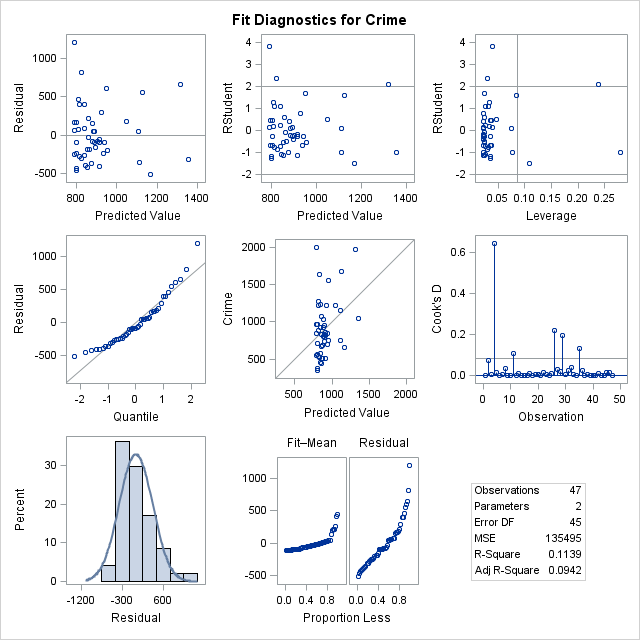 Fit Diagnostics for Crime
Residual
1000
500
0
-500
800 1000 1200 1400
Predicted Value
RStudent
4
3
2
1
0
-1
-2
800 1000 1200 1400
Predicted Value
RStudent
4
3
2
1
0
-1
-2
0.05 0.10 0.15 0.20 0.25
Leverage
Residual
1000
500
0
-500
-2 -1 0 1 2
Quantile
Crime
2000
1500
1000
500
500 1000 1500 2000
Predicted Value
Cook's D
0.6
0.4
0.2
0.0
0 10 20 30 40 50
Observation
Percent
30
20
10
0
-1200 -300 600
Residual
Fit–Mean Residual
1000
500
0
-500
0.0 0.4 0.8 0.0 0.4 0.8
Proportion Less
Observations 47
Parameters 2
Error DF 45
MSE 135495
R-Square 0.1139
Adj R-Square 0.0942